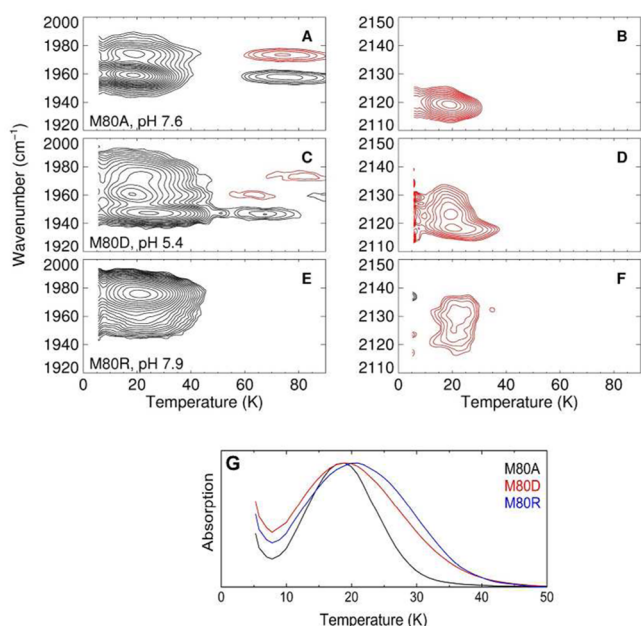 2000
1980
1960
1940
1920
A
M80A, pH 7.6
2150
2140
2130
2120
2110
B
Wavenumber (cm⁻¹)
2000
1980
1960
1940
1920
C
M80D, pH 5.4
2150
2140
2130
2120
2110
D
2000
1980
1960
1940
1920
E
M80R, pH 7.9
2150
2140
2130
2120
2110
F
0 20 40 60 80
Temperature (K)
0 20 40 60 80
Temperature (K)
G
M80A
M80D
M80R
Absorption
0 10 20 30 40 50
Temperature (K)